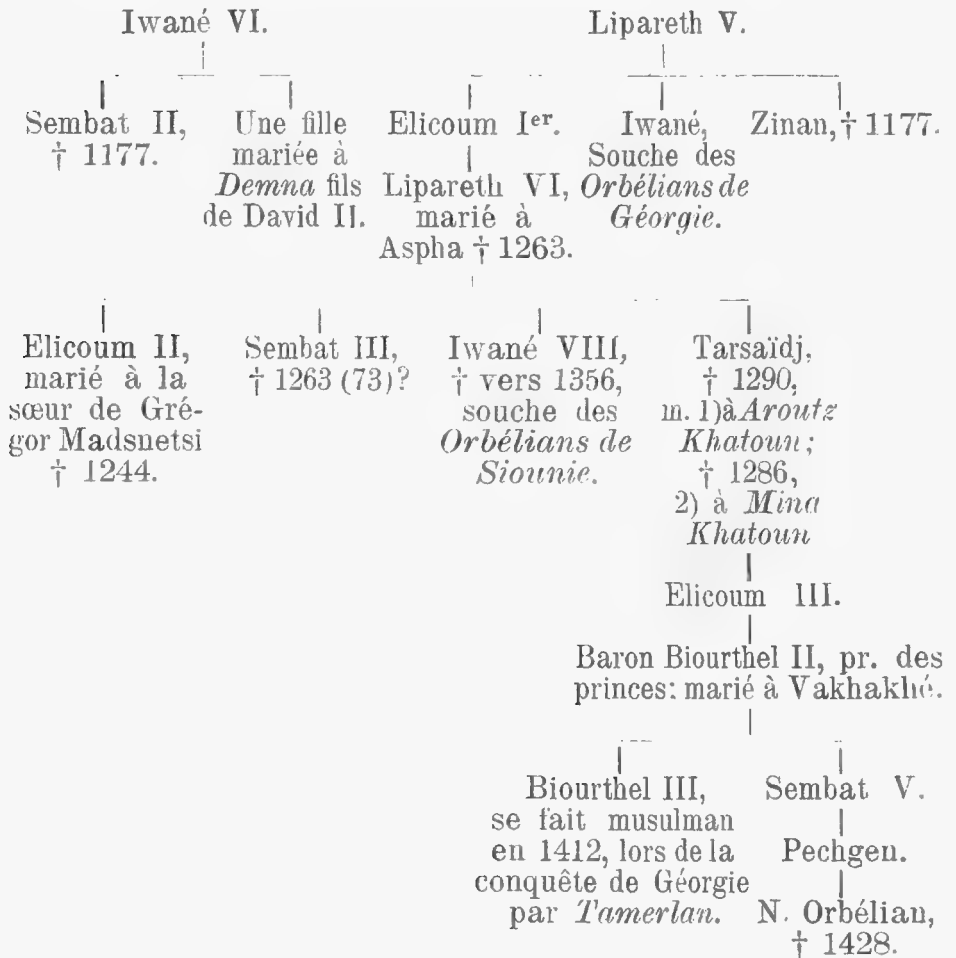 Iwané VI.
Lipareth V.
Sembat II,
† 1177.
Une fille
mariée à
Demna fils
de David II.
Elicoum Ier.
Lipareth VI,
marié à
Aspha † 1263.
Iwané,
Souche des
Orbélians de
Géorgie.
Zinan, † 1177.
Elicoum II,
marié à la
sœur de Gré-
gor Madsnetsi
† 1244.
Sembat III,
† 1263 (73)?
Iwané VIII,
† vers 1356,
souche des
Orbélians de
Siounie.
Tarsaïdj,
† 1290,
m. 1) à Aroutz
Khatoun;
† 1286,
2) à Mina
Khatoun
Elicoum III.
Baron Biourthel II, pr. des
princes: marié à Vakhakhé.
Biourthel III,
se fait musulman
en 1412, lors de la
conquête de Géorgie
par Tamerlan.
Sembat V.
Pechgen.
N. Orbélian,
† 1428.